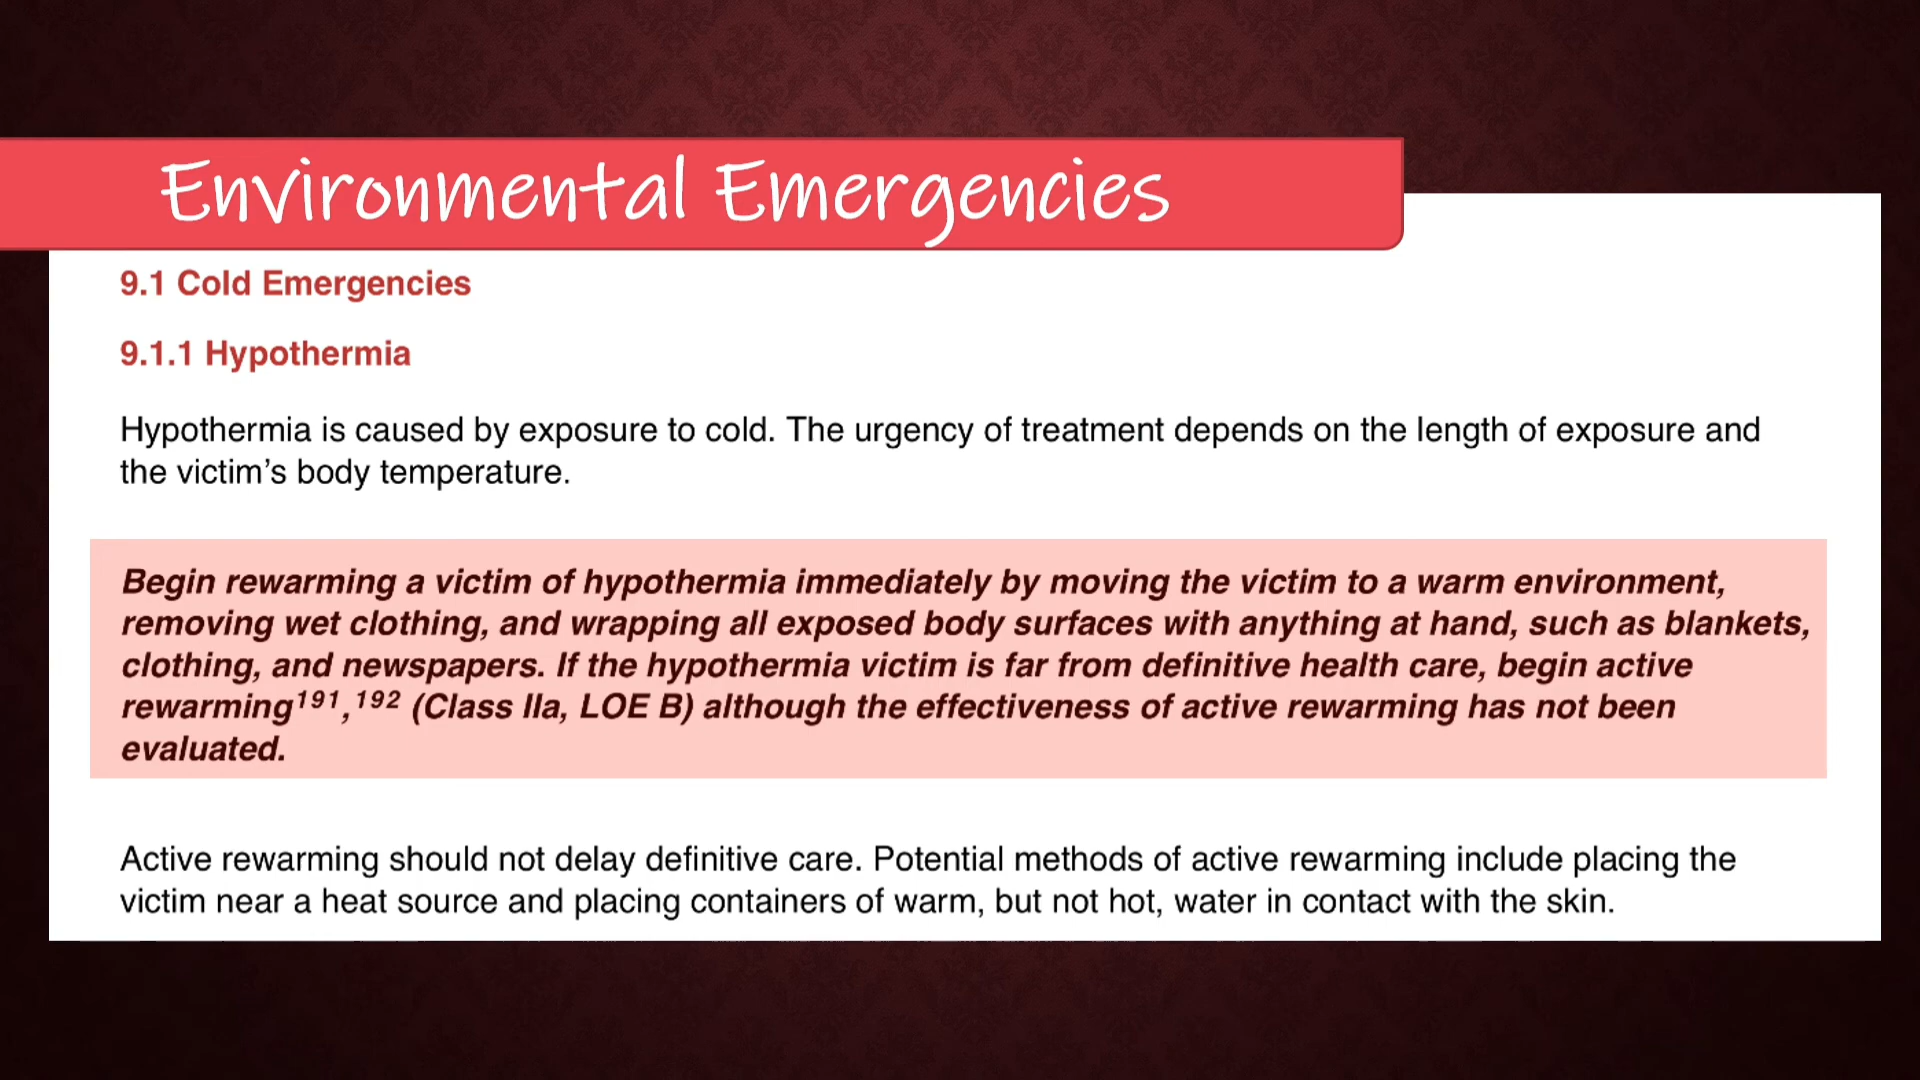 Environmental Emergencies
9.1 Cold Emergencies
9.1.1 Hypothermia
Hypothermia is caused by exposure to cold. The urgency of treatment depends on the length of exposure and
the victim’s body temperature.
Begin rewarming a victim of hypothermia immediately by moving the victim to a warm environment,
removing wet clothing, and wrapping all exposed body surfaces with anything at hand, such as blankets,
clothing, and newspapers. If the hypothermia victim is far from definitive health care, begin active
rewarming191,192 (Class IIa, LOE B) although the effectiveness of active rewarming has not been
evaluated.
Active rewarming should not delay definitive care. Potential methods of active rewarming include placing the
victim near a heat source and placing containers of warm, but not hot, water in contact with the skin.